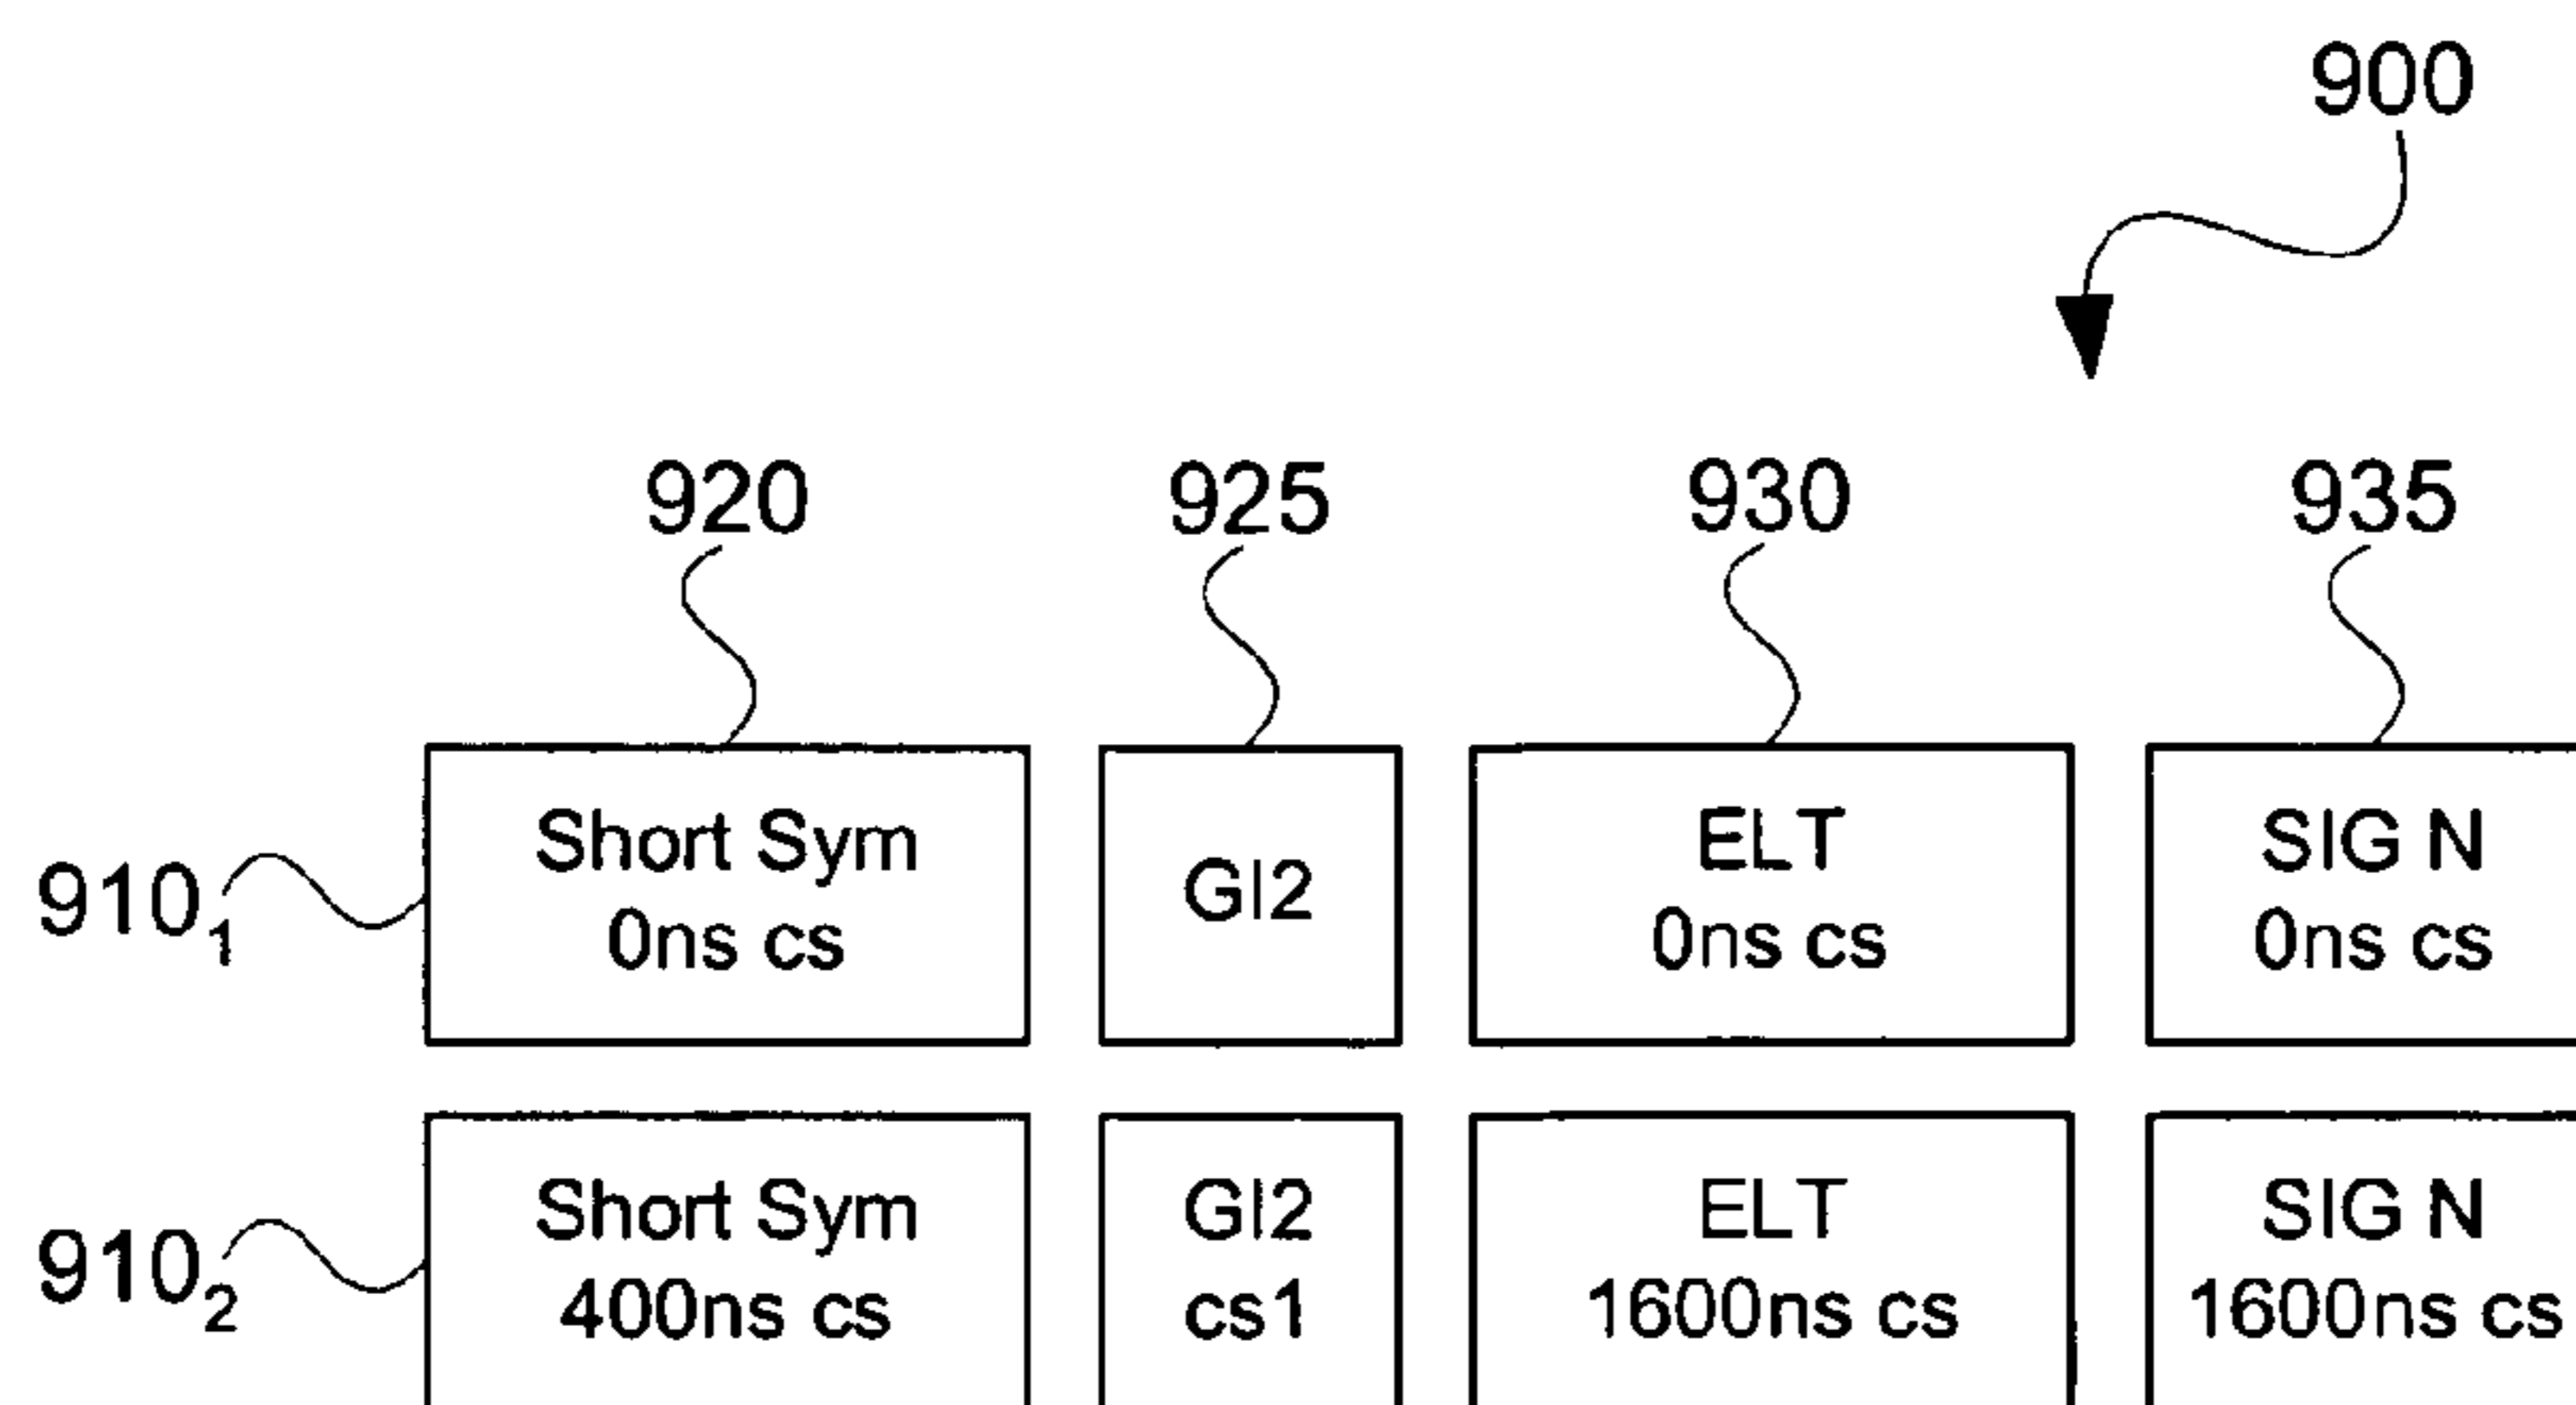 900
920 925 930 935
910₁
Short Sym
0ns cs
GI2
ELT
0ns cs
SIG N
0ns cs
910₂
Short Sym
400ns cs
GI2
cs1
ELT
1600ns cs
SIG N
1600ns cs